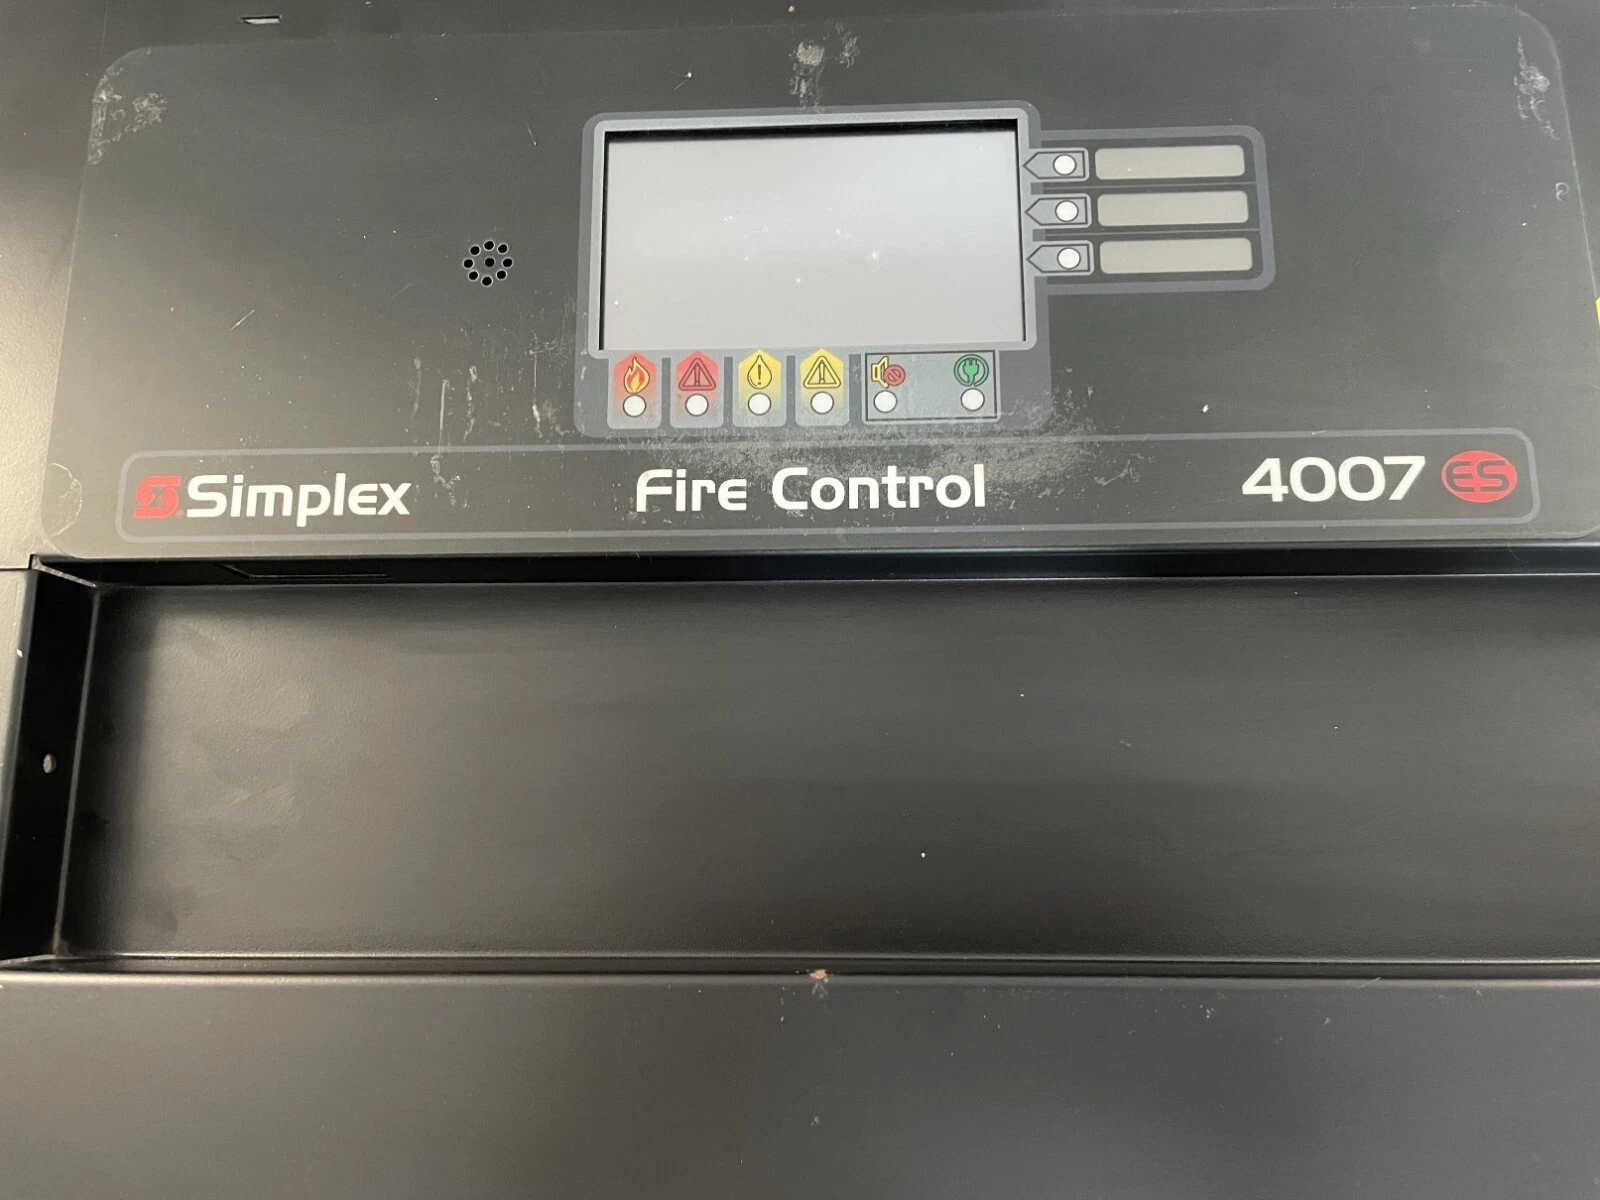 Simplex
Fire Control
4007 ES